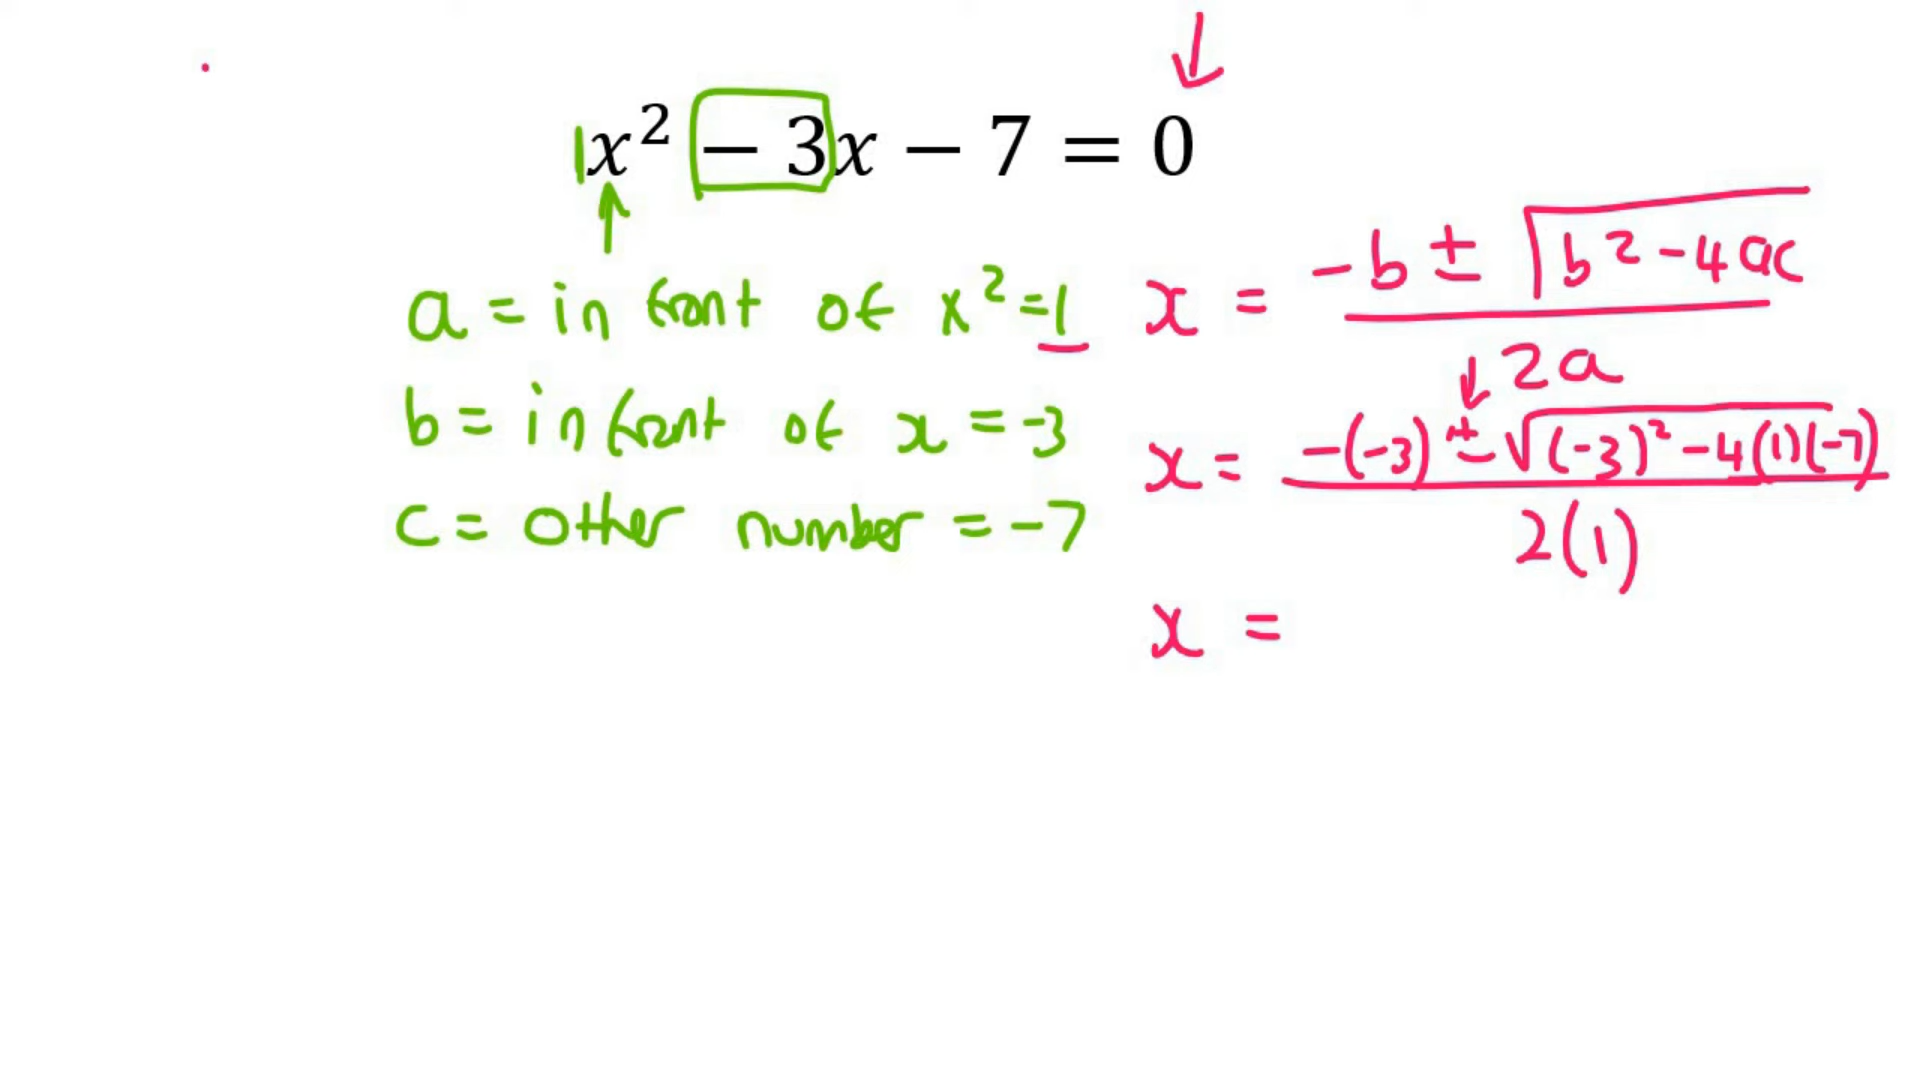 1x² − 3x − 7 = 0
a = in front of x² = 1
b = in front of x = -3
c = other number = -7
x = -b ± √b² - 4ac / 2a
x = -(-3) ± √(-3)² - 4(1)(-7) / 2(1)
x =